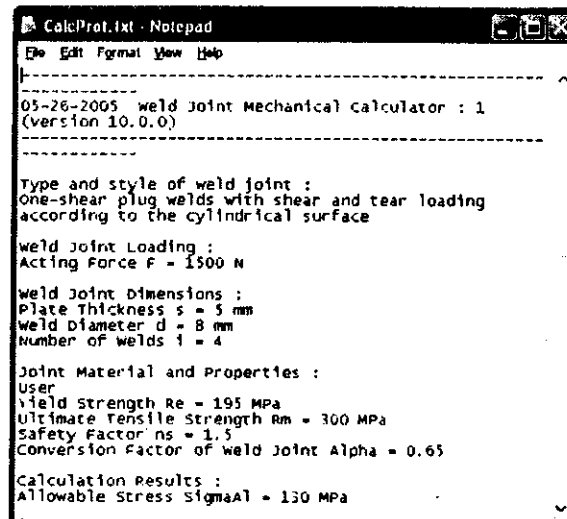 CalcProt.txt - Notepad
File Edit Format View Help
-----------------------------------------------------------
------------
05-26-2005 Weld Joint Mechanical Calculator : 1
(version 10.0.0)
-----------------------------------------------------------
------------
Type and style of weld joint :
One-shear plug welds with shear and tear loading
according to the cylindrical surface
Weld Joint Loading :
Acting Force F = 1500 N
Weld Joint Dimensions :
Plate Thickness s = 5 mm
Weld Diameter d = 8 mm
Number of Welds i = 4
Joint Material and Properties :
User
Yield Strength Re = 195 MPa
Ultimate Tensile Strength Rm = 300 MPa
Safety Factor ns = 1.5
Conversion Factor of Weld Joint Alpha = 0.65
Calculation Results :
Allowable Stress SigmaAl = 130 MPa